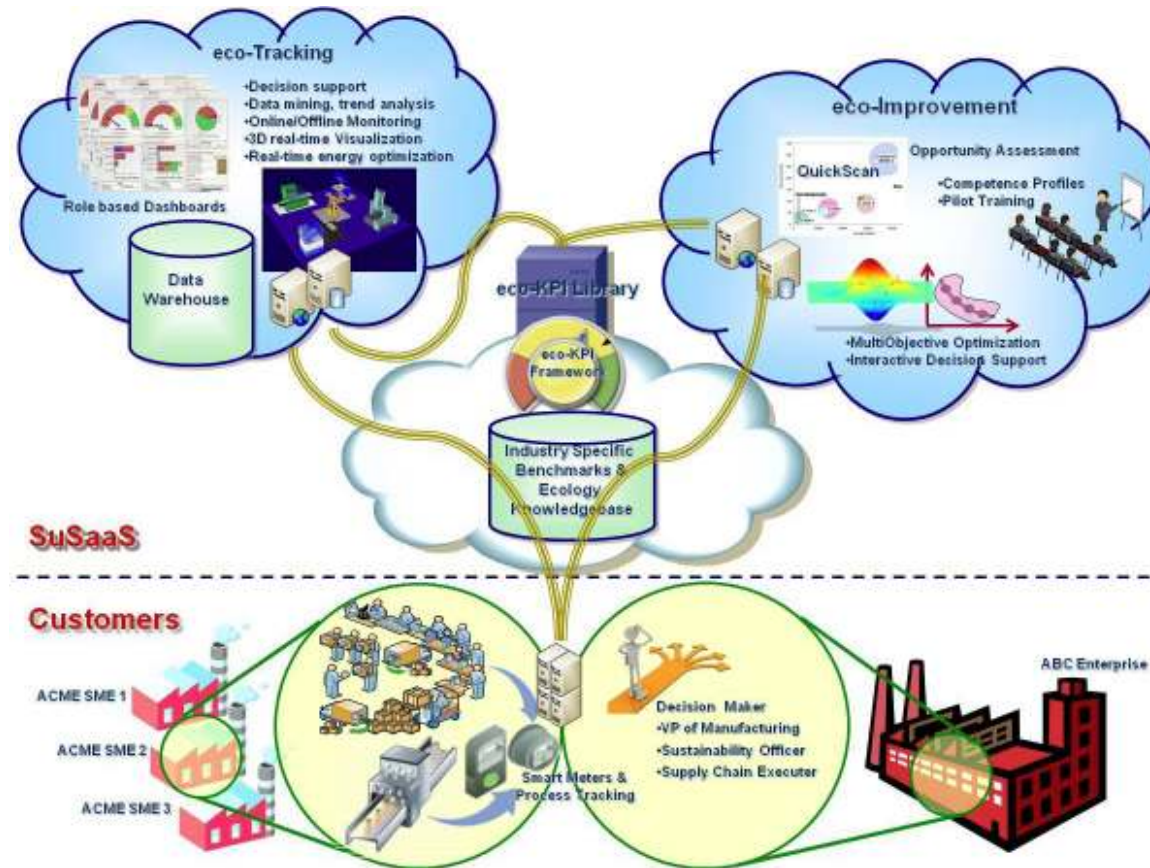 eco-Tracking
•Decision support
•Data mining, trend analysis
•Online/Offline Monitoring
•3D real-time Visualization
•Real-time energy optimization
Role based Dashboards
Data
Warehouse
eco-Improvement
QuickScan
Opportunity Assessment
•Competence Profiles
•Pilot Training
•MultiObjective Optimization
•Interactive Decision Support
eco-KPI Library
eco-KPI
Framework
Industry Specific
Benchmarks &
Ecology
Knowledgebase
SuSaaS
Customers
ACME SME 1
ACME SME 2
ACME SME 3
Smart Meters &
Process Tracking
Decision Maker
•VP of Manufacturing
•Sustainability Officer
•Supply Chain Executer
ABC Enterprise